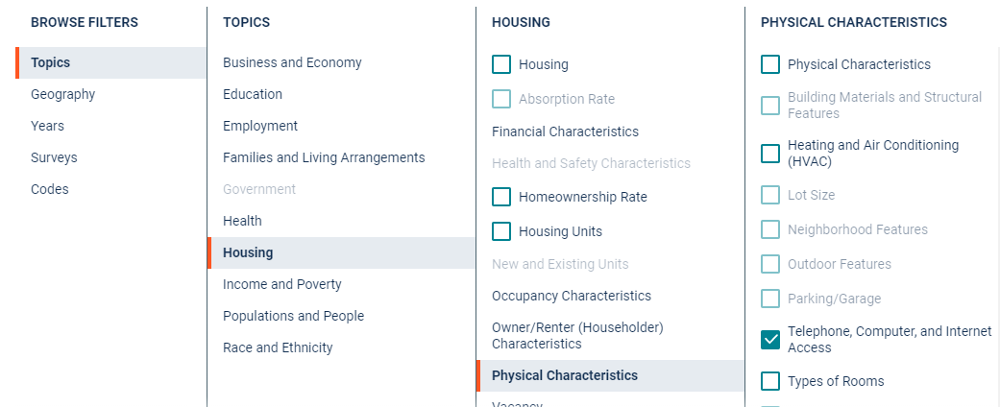 BROWSE FILTERS
Topics
Geography
Years
Surveys
Codes
TOPICS
Business and Economy
Education
Employment
Families and Living Arrangements
Government
Health
Housing
Income and Poverty
Populations and People
Race and Ethnicity
HOUSING
Housing
Absorption Rate
Financial Characteristics
Health and Safety Characteristics
Homeownership Rate
Housing Units
New and Existing Units
Occupancy Characteristics
Owner/Renter (Householder)
Characteristics
Physical Characteristics
Vacancy
PHYSICAL CHARACTERISTICS
Physical Characteristics
Building Materials and Structural
Features
Heating and Air Conditioning
(HVAC)
Lot Size
Neighborhood Features
Outdoor Features
Parking/Garage
Telephone, Computer, and Internet
Access
Types of Rooms